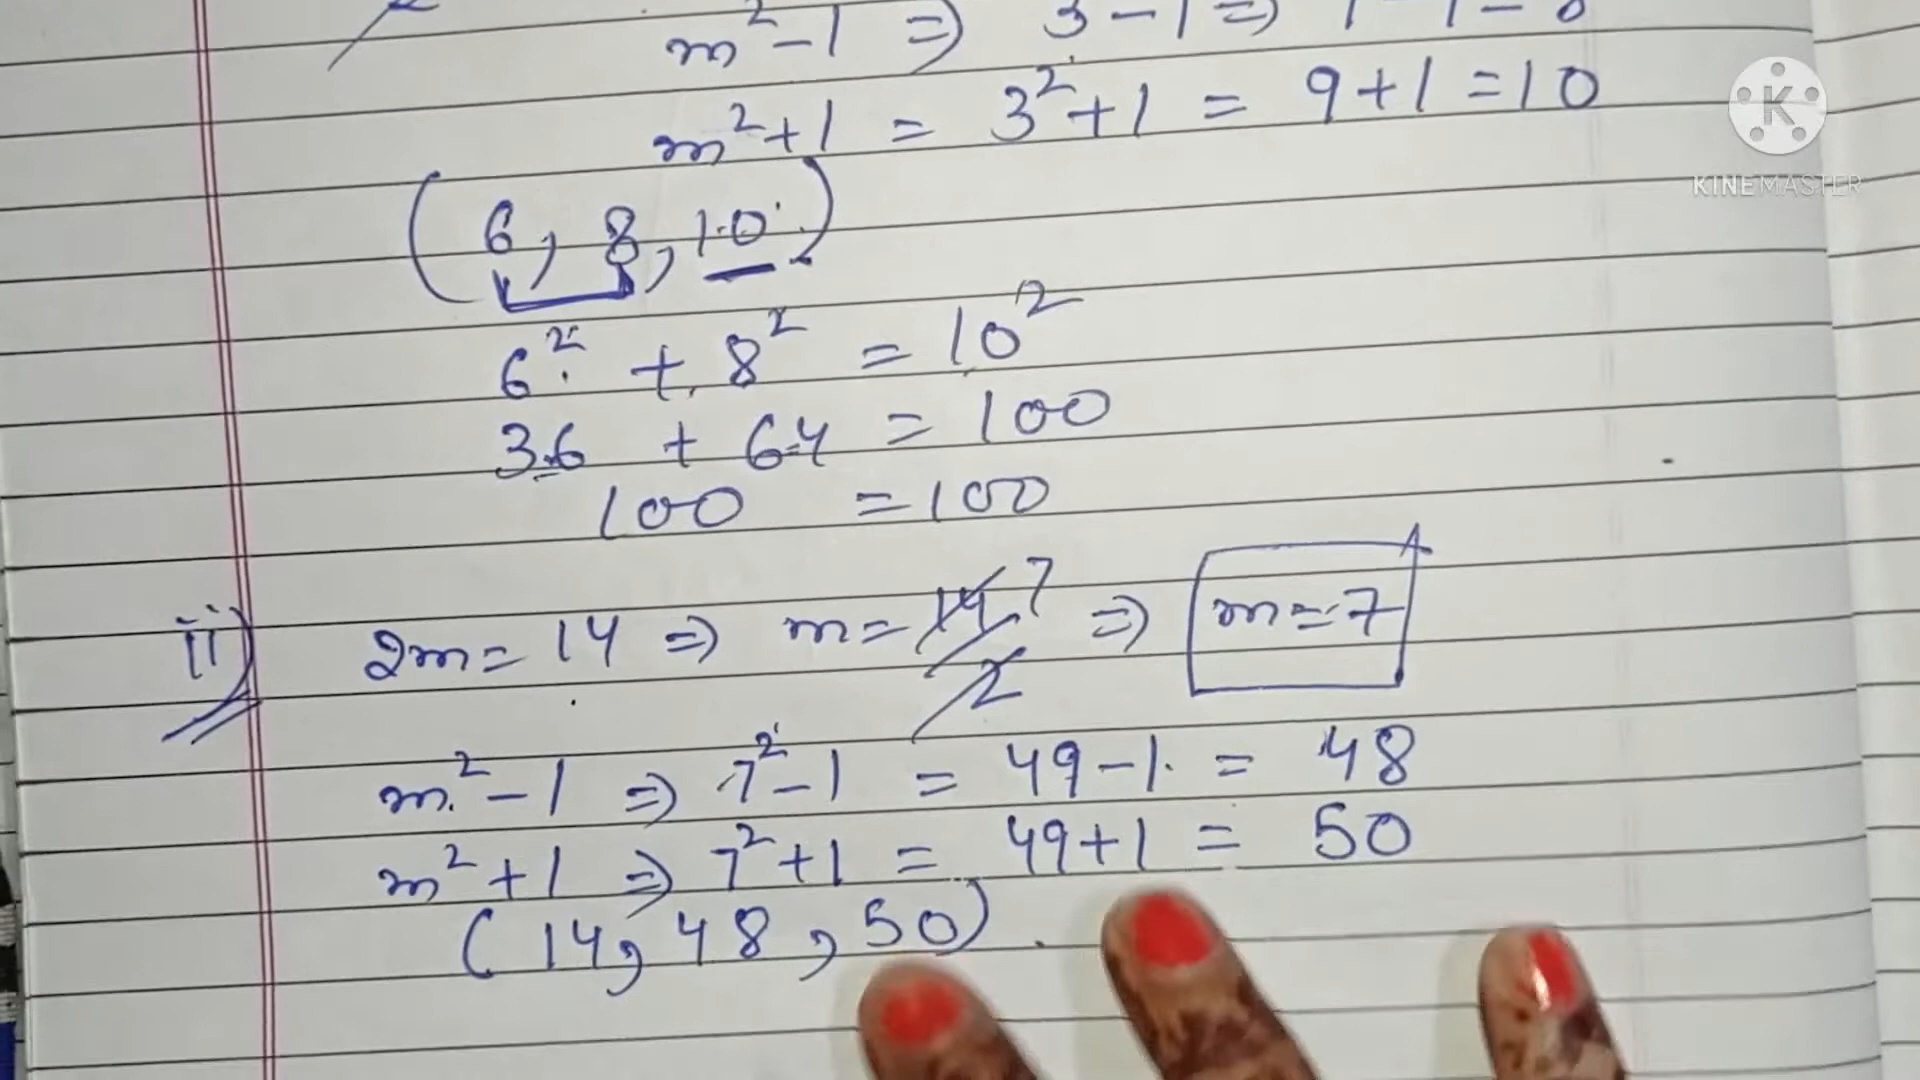 m²-1 ⇒ 3-1 ⇒
m²+1 = 3²+1 = 9+1=10
(6, 8, 10)
6² + 8² = 10²
36 + 64 = 100
100 = 100
ii) 2m= 14 ⇒ m= 14/2 7 ⇒ m=7
m²-1 ⇒ 7²-1 = 49-1 = 48
m²+1 ⇒ 7²+1 = 49+1 = 50
(14, 48, 50)
K
KINEMASTER